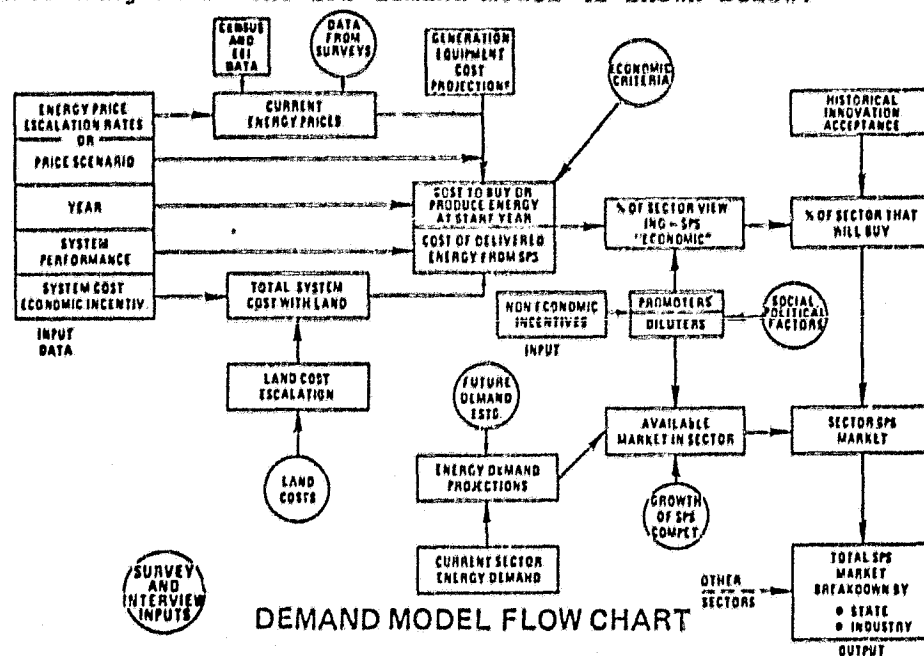 CENSUS
AND
EEI
DATA
DATA
FROM
SURVEYS
GENERATION
EQUIPMENT
COST
PROJECTIONS
ECONOMIC
CRITERIA
ENERGY PRICE
ESCALATION RATES
OR
PRICE SCENARIO
YEAR
SYSTEM
PERFORMANCE
SYSTEM COST
ECONOMIC INCENTIV.
INPUT
DATA
CURRENT
ENERGY PRICES
HISTORICAL
INNOVATION
ACCEPTANCE
COST TO BUY OR
PRODUCE ENERGY
AT START YEAR
COST OF DELIVERED
ENERGY FROM SPS
% OF SECTOR VIEW
ING - SPS
"ECONOMIC"
% OF SECTOR THAT
WILL BUY
TOTAL SYSTEM
COST WITH LAND
NON ECONOMIC
INCENTIVES
INPUT
PROMOTERS
DILUTERS
SOCIAL
POLITICAL
FACTORS
LAND COST
ESCALATION
FUTURE
DEMAND
ESTG.
AVAILABLE
MARKET IN SECTOR
SECTOR SPS
MARKET
LAND
COSTS
ENERGY DEMAND
PROJECTIONS
GROWTH
OF SPS
COMPET.
CURRENT SECTOR
ENERGY DEMAND
SURVEY
AND
INTERVIEW
INPUTS
OTHER
SECTORS
TOTAL SPS
MARKET
BREAKDOWN BY
● STATE
● INDUSTRY
OUTPUT
DEMAND MODEL FLOW CHART